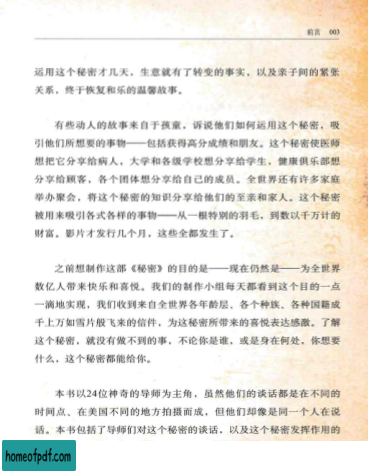 前言 003
运用这个秘密才几天，生意就有了转变的事实，以及亲子间的紧张
关系，终于恢复和乐的温馨故事。
有些动人的故事来自于孩童，诉说他们如何运用这个秘密，吸
引他们所想要的事物——包括获得高分成绩和朋友。这个秘密使医师
想把它分享给病人，大学和各级学校想分享给学生，健康俱乐部想
分享给顾客，各个团体想分享给自己的成员。全世界还有许多家庭
举办聚会，将这个秘密的知识分享给他们的至亲和家人。这个秘密
被用来吸引各式各样的事物——从一根特别的羽毛，到数以千万计的
财富。影片才发行几个月，这些全都发生了。
之前想制作这部《秘密》的目的是——现在仍然是——为全世界
数亿人带来快乐和喜悦。我们的制作小组每天都看到这个目的一点
一滴地实现，我们收到来自全世界各年龄层、各个种族、各种国籍成
千上万如雪片般飞来的信件，为这秘密所带来的喜悦表达感激。了解
这个秘密，就没有做不到的事，不论你是谁，或是身在何处，你想要
什么，这个秘密都能给你。
本书以24位神奇的导师为主角，虽然他们的谈话都是在不同的
时间点、在美国不同的地方拍摄而成，但他们却像是同一个人在说
话。本书包括了导师们对这个秘密的谈话，以及这个秘密发挥作用的
homeofpdf.com